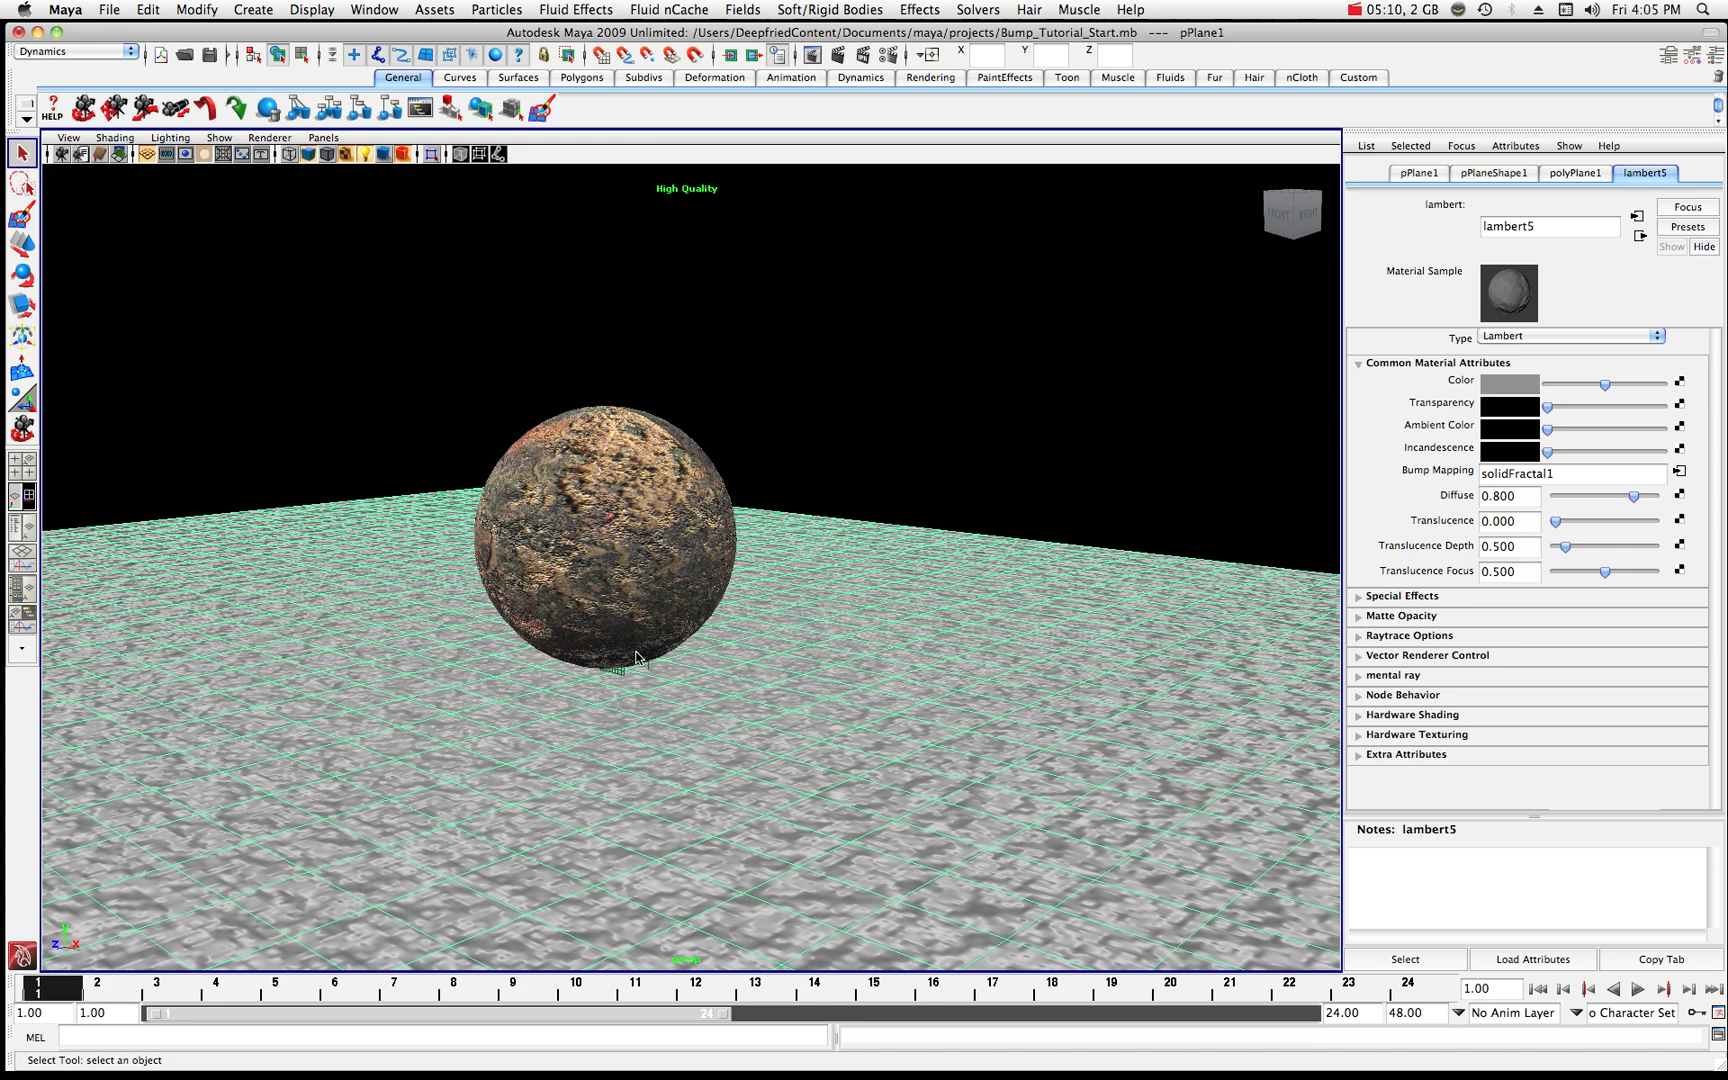 Maya File Edit Modify Create Display Window Assets Particles Fluid Effects Fluid nCache Fields Soft/Rigid Bodies Effects Solvers Hair Muscle Help 05:10, 2 GB Fri 4:05 PM
Autodesk Maya 2009 Unlimited: /Users/DeepfriedContent/Documents/maya/projects/Bump_Tutorial_Start.mb --- pPlane1
Dynamics X Y Z
General Curves Surfaces Polygons Subdivs Deformation Animation Dynamics Rendering PaintEffects Toon Muscle Fluids Fur Hair nCloth Custom
HELP
View Shading Lighting Show Renderer Panels
High Quality
FRONT RIGHT
List Selected Focus Attributes Show Help
pPlane1 pPlaneShape1 polyPlane1 lambert5
lambert: lambert5
Focus
Presets
Show Hide
Material Sample
Type Lambert
Common Material Attributes
Color
Transparency
Ambient Color
Incandescence
Bump Mapping solidFractal1
Diffuse 0.800
Translucence 0.000
Translucence Depth 0.500
Translucence Focus 0.500
Special Effects
Matte Opacity
Raytrace Options
Vector Renderer Control
mental ray
Node Behavior
Hardware Shading
Hardware Texturing
Extra Attributes
Notes: lambert5
Select Load Attributes Copy Tab
Y
Z X
persp
1 2 3 4 5 6 7 8 9 10 11 12 13 14 15 16 17 18 19 20 21 22 23 24 1.00
1
1.00 1.00 1 24 24.00 48.00 No Anim Layer o Character Set
MEL
Select Tool: select an object